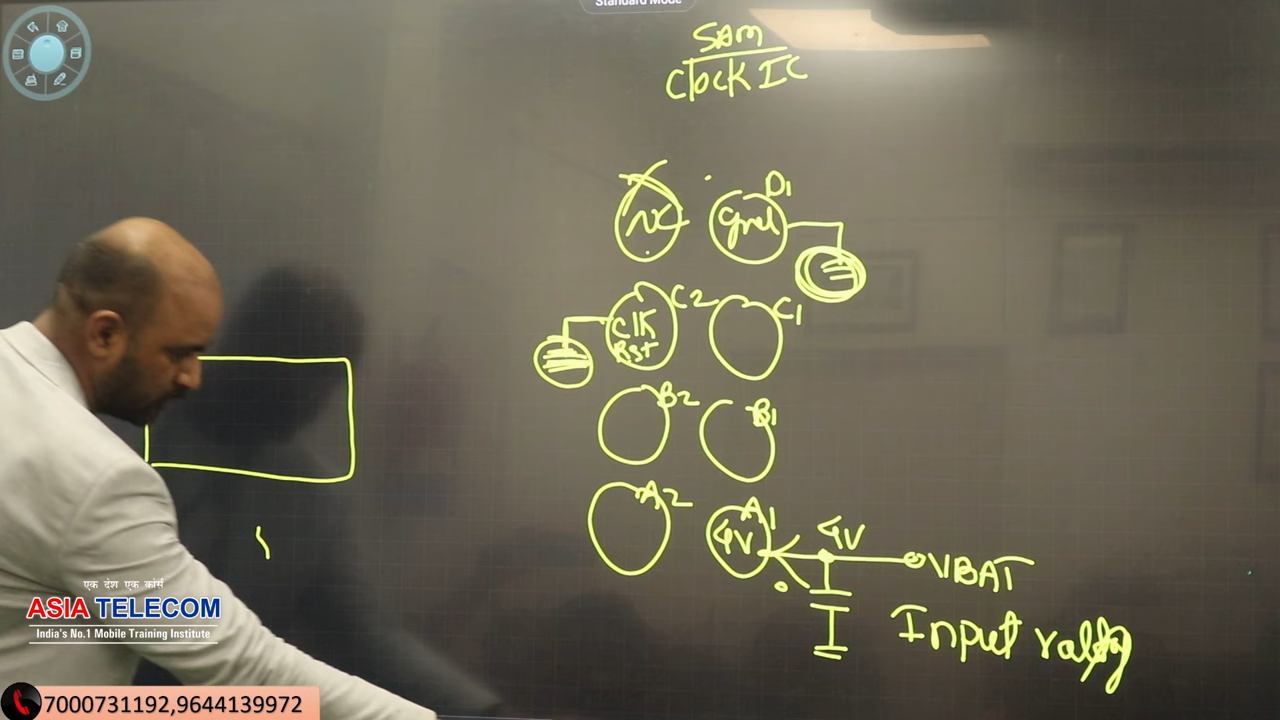 Standard Mode
SAM
Clock IC
NC
Gnd
D1
CLK
Rst
C2
C1
B2
B1
A2
A1
4V
4V
VBAT
Input
एक देश एक कोर्स
ASIA TELECOM
India's No.1 Mobile Training Institute
7000731192,9644139972